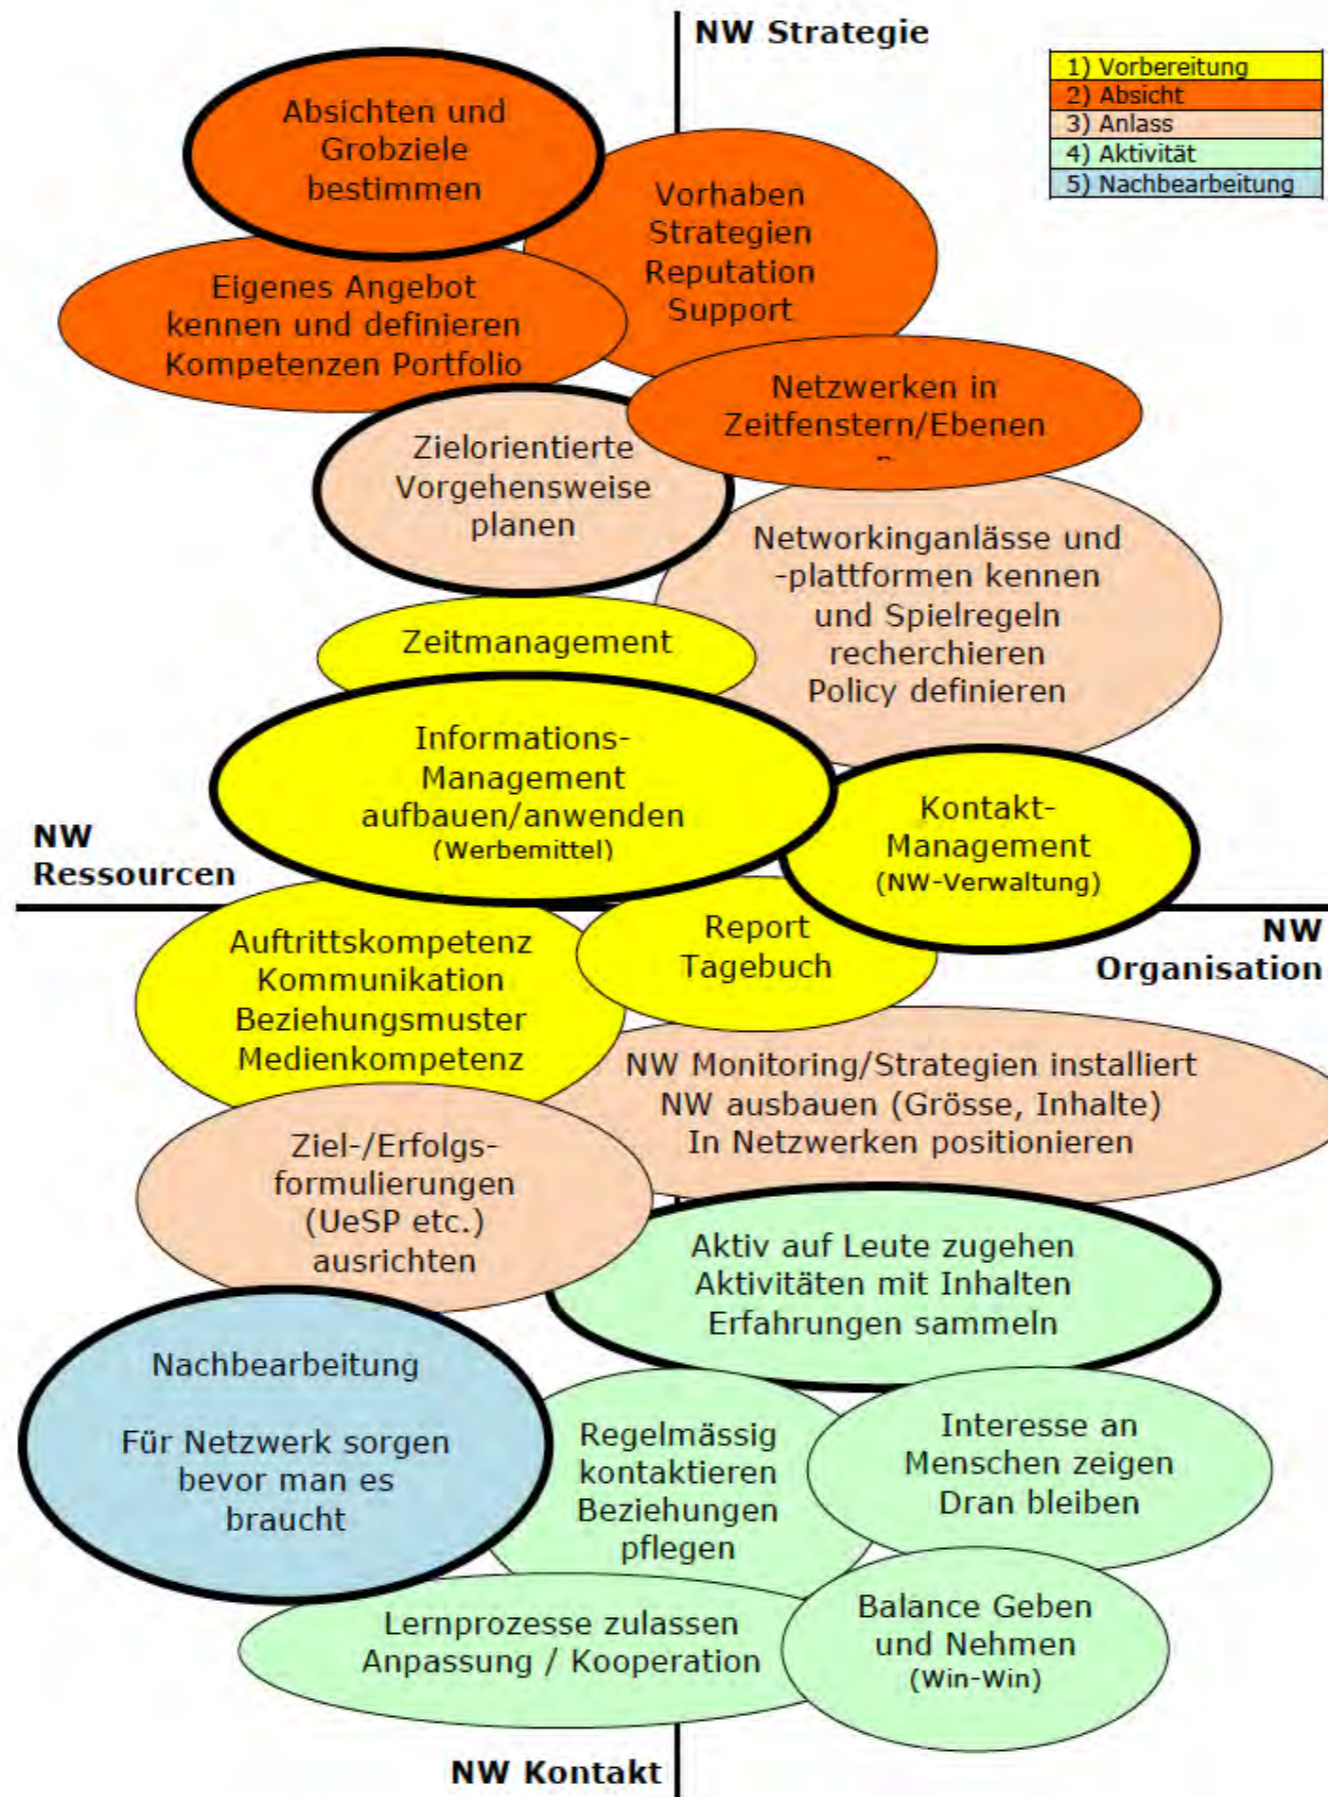 NW Strategie
1) Vorbereitung
2) Absicht
3) Anlass
4) Aktivität
5) Nachbearbeitung
Absichten und
Grobziele
bestimmen
Vorhaben
Strategien
Reputation
Support
Eigenes Angebot
kennen und definieren
Kompetenzen Portfolio
Netzwerken in
Zeitfenstern/Ebenen
Zielorientierte
Vorgehensweise
planen
Networkinganlässe und
-plattformen kennen
und Spielregeln
recherchieren
Policy definieren
Zeitmanagement
Informations-
Management
aufbauen/anwenden
(Werbemittel)
Kontakt-
Management
(NW-Verwaltung)
NW
Ressourcen
NW
Organisation
Auftrittskompetenz
Kommunikation
Beziehungsmuster
Medienkompetenz
Report
Tagebuch
NW Monitoring/Strategien installiert
NW ausbauen (Grösse, Inhalte)
In Netzwerken positionieren
Ziel-/Erfolgs-
formulierungen
(UeSP etc.)
ausrichten
Aktiv auf Leute zugehen
Aktivitäten mit Inhalten
Erfahrungen sammeln
Nachbearbeitung
Für Netzwerk sorgen
bevor man es
braucht
Regelmässig
kontaktieren
Beziehungen
pflegen
Interesse an
Menschen zeigen
Dran bleiben
Lernprozesse zulassen
Anpassung / Kooperation
Balance Geben
und Nehmen
(Win-Win)
NW Kontakt